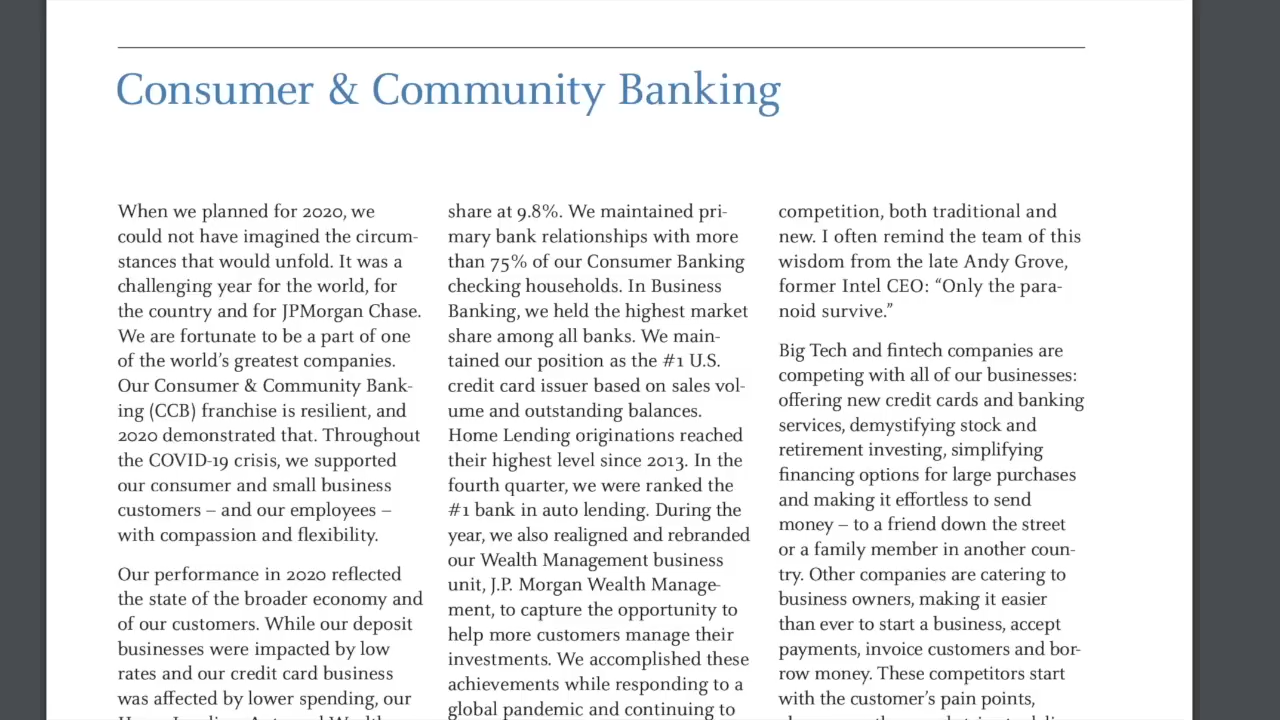 Consumer & Community Banking
When we planned for 2020, we
could not have imagined the circum-
stances that would unfold. It was a
challenging year for the world, for
the country and for JPMorgan Chase.
We are fortunate to be a part of one
of the world's greatest companies.
Our Consumer & Community Bank-
ing (CCB) franchise is resilient, and
2020 demonstrated that. Throughout
the COVID-19 crisis, we supported
our consumer and small business
customers – and our employees –
with compassion and flexibility.
Our performance in 2020 reflected
the state of the broader economy and
of our customers. While our deposit
businesses were impacted by low
rates and our credit card business
was affected by lower spending, our
share at 9.8%. We maintained pri-
mary bank relationships with more
than 75% of our Consumer Banking
checking households. In Business
Banking, we held the highest market
share among all banks. We main-
tained our position as the #1 U.S.
credit card issuer based on sales vol-
ume and outstanding balances.
Home Lending originations reached
their highest level since 2013. In the
fourth quarter, we were ranked the
#1 bank in auto lending. During the
year, we also realigned and rebranded
our Wealth Management business
unit, J.P. Morgan Wealth Manage-
ment, to capture the opportunity to
help more customers manage their
investments. We accomplished these
achievements while responding to a
global pandemic and continuing to
competition, both traditional and
new. I often remind the team of this
wisdom from the late Andy Grove,
former Intel CEO: “Only the para-
noid survive.”
Big Tech and fintech companies are
competing with all of our businesses:
offering new credit cards and banking
services, demystifying stock and
retirement investing, simplifying
financing options for large purchases
and making it effortless to send
money – to a friend down the street
or a family member in another coun-
try. Other companies are catering to
business owners, making it easier
than ever to start a business, accept
payments, invoice customers and bor-
row money. These competitors start
with the customer's pain points,